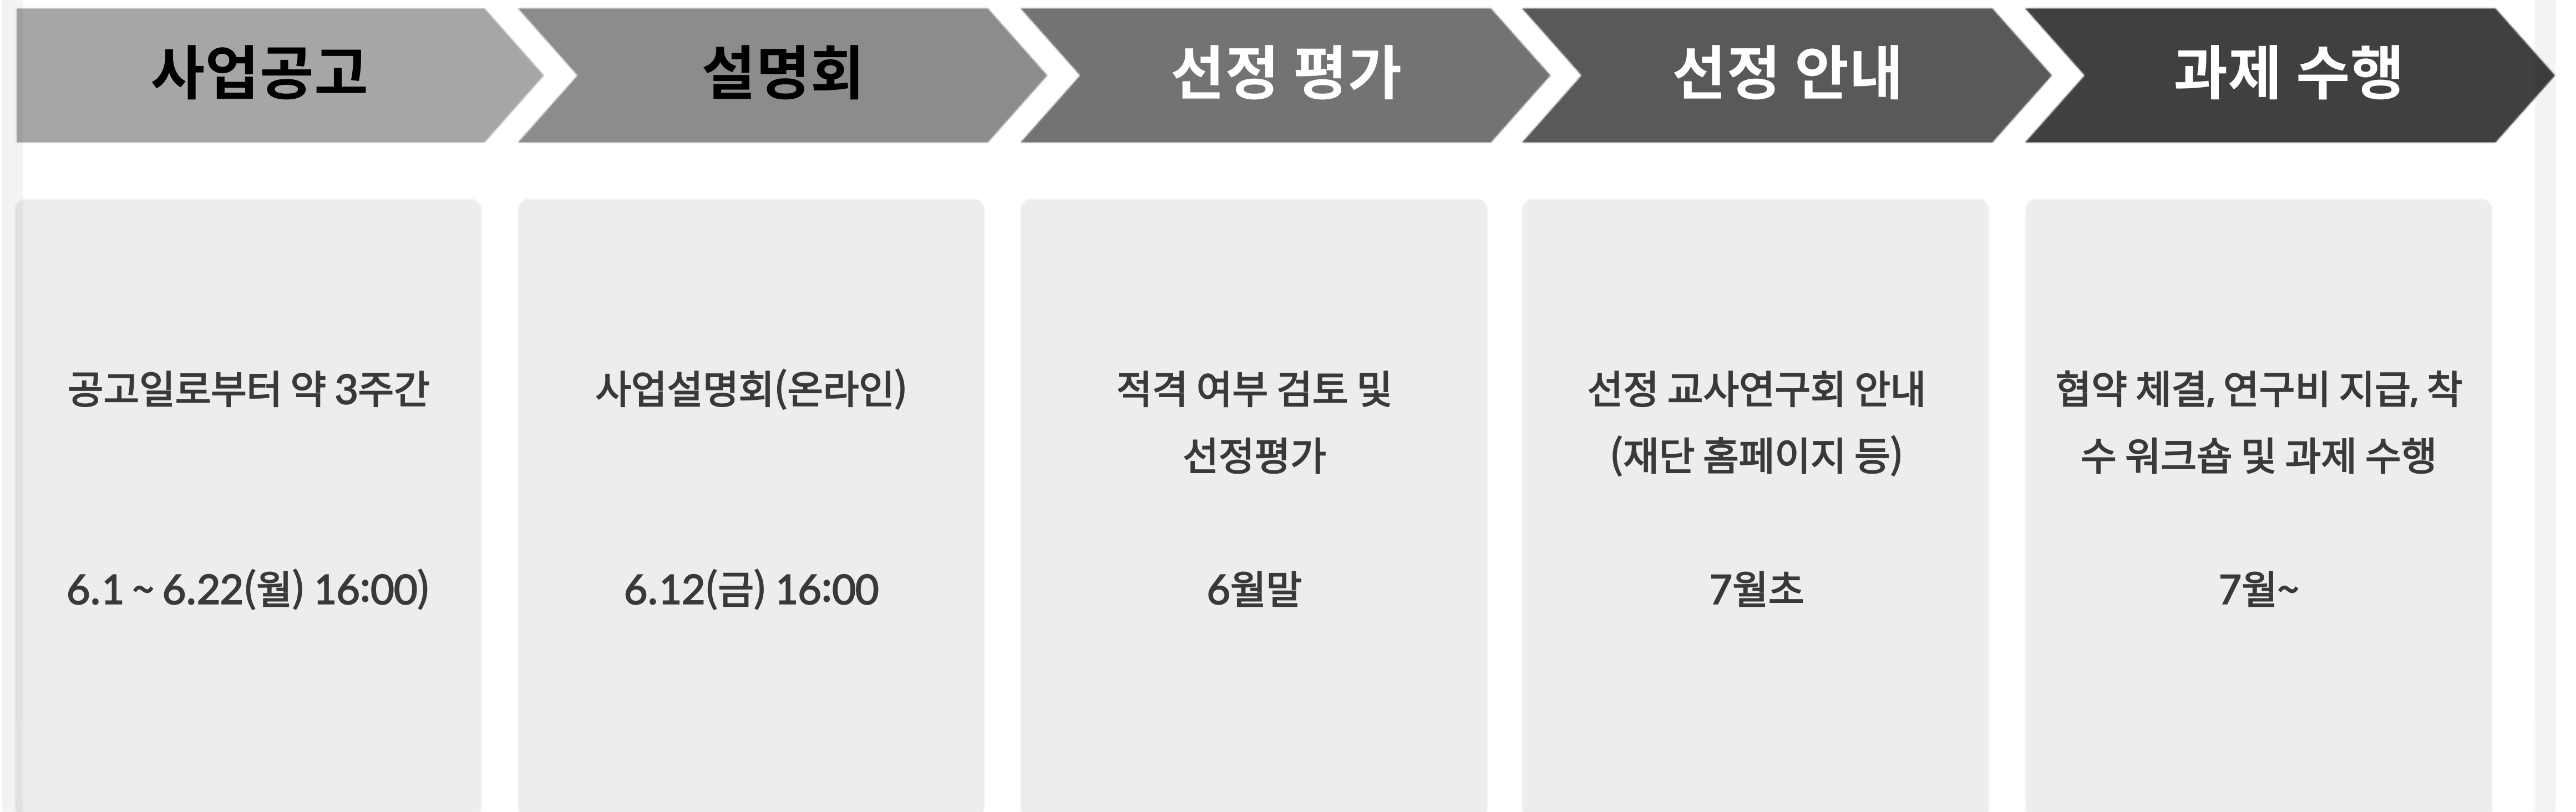 사업공고
설명회
선정 평가
선정 안내
과제 수행
공고일로부터 약 3주간
6.1 ~ 6.22(월) 16:00)
사업설명회(온라인)
6.12(금) 16:00
적격 여부 검토 및
선정평가
6월말
선정 교사연구회 안내
(재단 홈페이지 등)
7월초
협약 체결, 연구비 지급, 착
수 워크숍 및 과제 수행
7월~